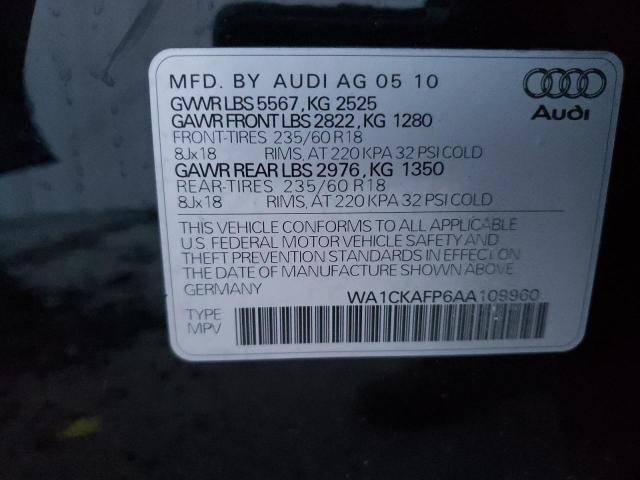 MFD. BY AUDI AG 05 10
GWWR LBS 5567, KG 2525
GAWR FRONT LBS 2822, KG 1280
FRONT-TIRES 235/60 R18
8Jx18 RIMS, AT 220 KPA 32 PSI COLD
GAWR REAR LBS 2976, KG 1350
REAR-TIRES 235/60 R18
8Jx18 RIMS, AT 220 KPA 32 PSI COLD
Audi
THIS VEHICLE CONFORMS TO ALL APPLICABLE
U.S. FEDERAL MOTOR VEHICLE SAFETY AND
THEFT PREVENTION STANDARDS IN EFFECT ON
THE DATE OF MANUFACTURE SHOWN ABOVE.
GERMANY WA1CKAFP6AA109960
TYPE
MPV